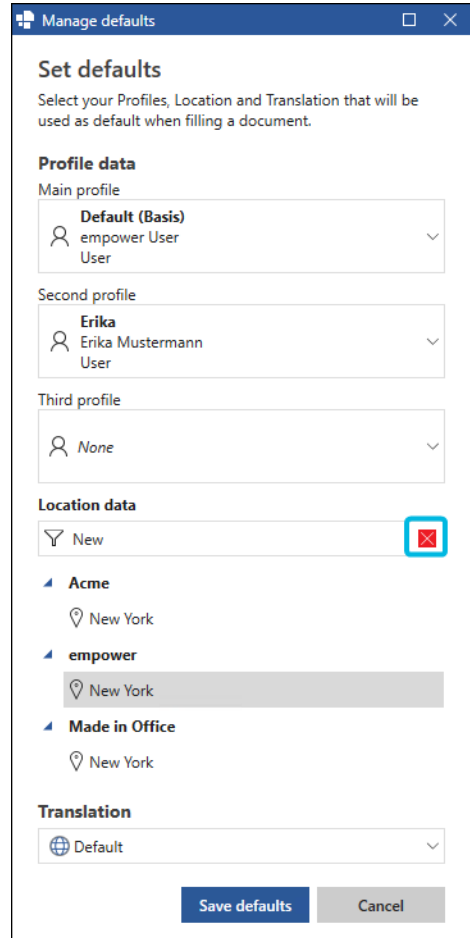 Manage defaults
Set defaults
Select your Profiles, Location and Translation that will be
used as default when filling a document.
Profile data
Main profile
Default (Basis)
empower User
User
Second profile
Erika
Erika Mustermann
User
Third profile
None
Location data
New
Acme
New York
empower
New York
Made in Office
New York
Translation
Default
Save defaults Cancel